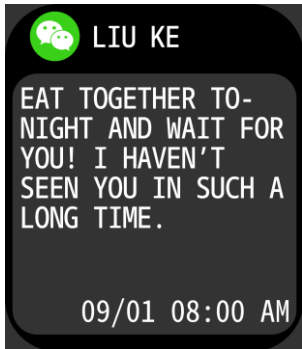 LIU KE
EAT TOGETHER TO-
NIGHT AND WAIT FOR
YOU! I HAVEN'T
SEEN YOU IN SUCH A
LONG TIME.
09/01 08:00 AM